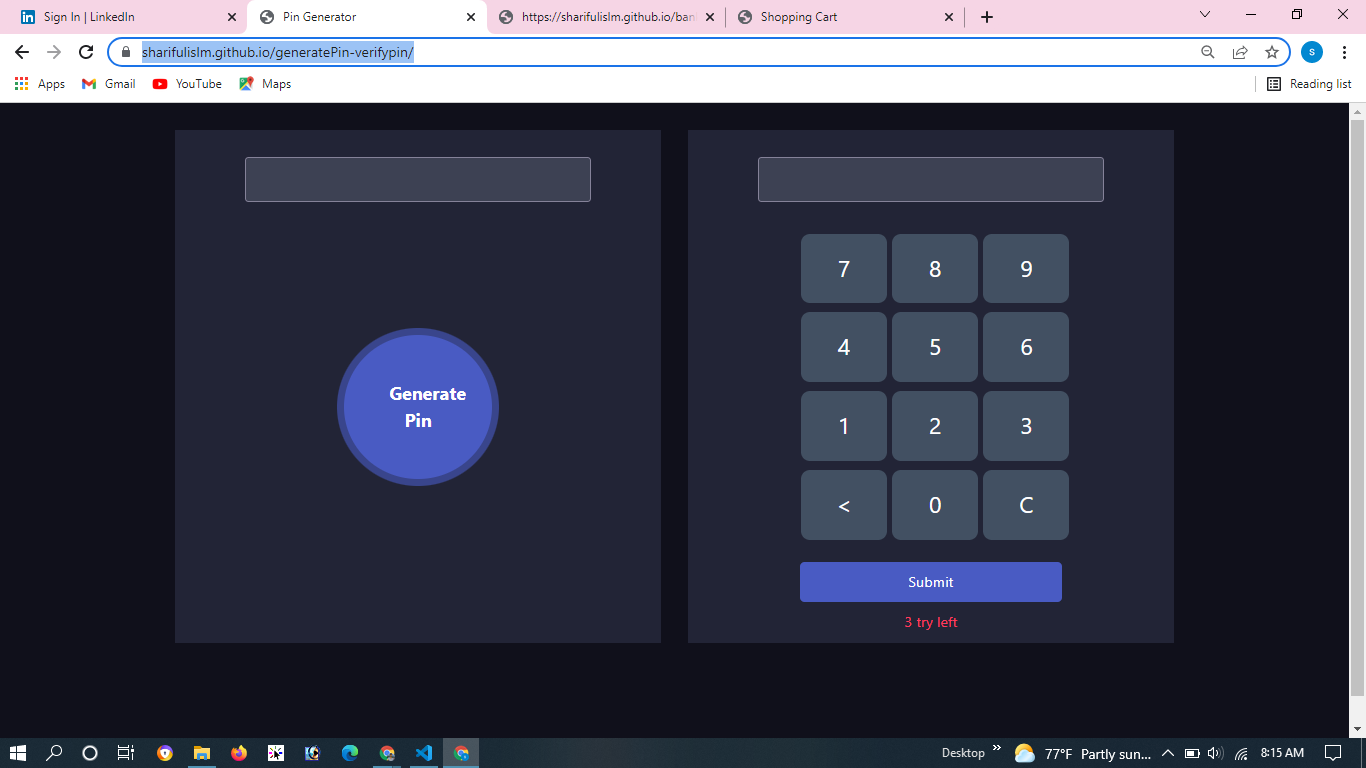 Sign In | LinkedIn
Pin Generator
https://sharifulislm.github.io/ban
Shopping Cart
sharifulislm.github.io/generatePin-verifypin/
S
Apps
Gmail
YouTube
Maps
Reading list
7 8 9
Generate
Pin
4 5 6
1 2 3
< 0 C
Submit
3 try left
Desktop
77°F Partly sun...
8:15 AM